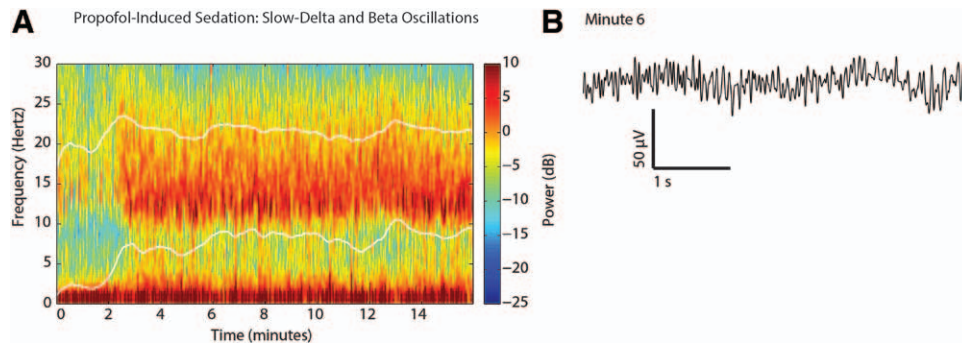 A
Propofol-Induced Sedation: Slow-Delta and Beta Oscillations
Frequency (Hertz)
30
25
20
15
10
5
0
0 2 4 6 8 10 12 14
Time (minutes)
10
5
0
−5
−10
−15
−20
−25
Power (dB)
B
Minute 6
50 μV
1 s